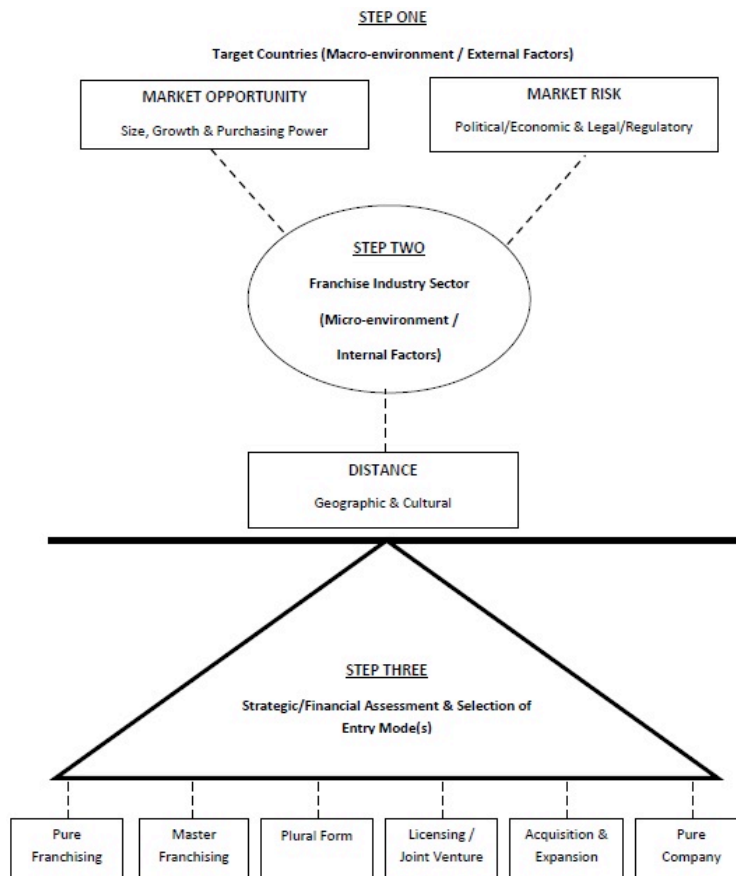 STEP ONE
Target Countries (Macro-environment / External Factors)
MARKET OPPORTUNITY
Size, Growth & Purchasing Power
MARKET RISK
Political/Economic & Legal/Regulatory
STEP TWO
Franchise Industry Sector
(Micro-environment /
Internal Factors)
DISTANCE
Geographic & Cultural
STEP THREE
Strategic/Financial Assessment & Selection of
Entry Mode(s)
Pure
Franchising
Master
Franchising
Plural Form
Licensing /
Joint Venture
Acquisition &
Expansion
Pure
Company